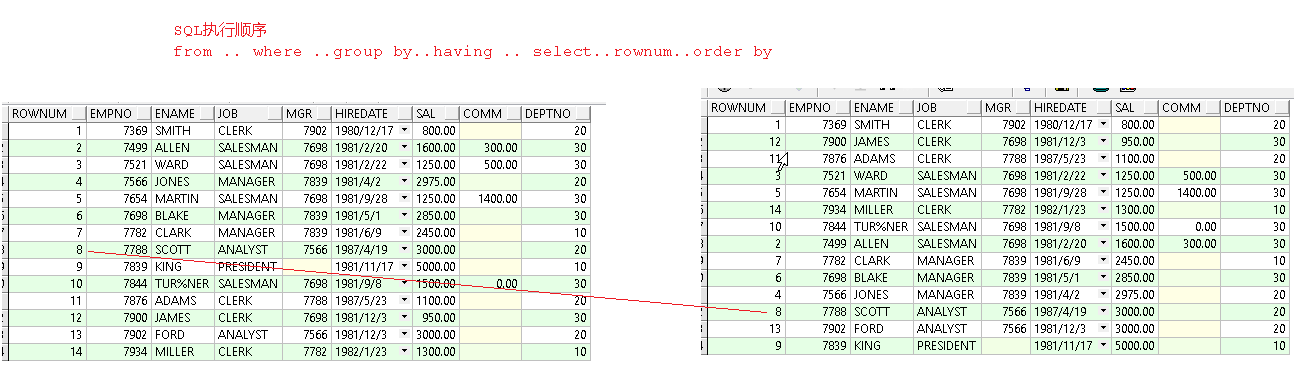 SQL执行顺序
from .. where ..group by..having .. select..rownum..order by
ROWNUM EMPNO ENAME JOB MGR HIREDATE SAL COMM DEPTNO
1 7369 SMITH CLERK 7902 1980/12/17 800.00 20
2 7499 ALLEN SALESMAN 7698 1981/2/20 1600.00 300.00 30
3 7521 WARD SALESMAN 7698 1981/2/22 1250.00 500.00 30
4 7566 JONES MANAGER 7839 1981/4/2 2975.00 20
5 7654 MARTIN SALESMAN 7698 1981/9/28 1250.00 1400.00 30
6 7698 BLAKE MANAGER 7839 1981/5/1 2850.00 30
7 7782 CLARK MANAGER 7839 1981/6/9 2450.00 10
8 7788 SCOTT ANALYST 7566 1987/4/19 3000.00 20
9 7839 KING PRESIDENT 1981/11/17 5000.00 10
10 7844 TUR%NER SALESMAN 7698 1981/9/8 1500.00 0.00 30
11 7876 ADAMS CLERK 7788 1987/5/23 1100.00 20
12 7900 JAMES CLERK 7698 1981/12/3 950.00 30
13 7902 FORD ANALYST 7566 1981/12/3 3000.00 20
14 7934 MILLER CLERK 7782 1982/1/23 1300.00 10
ROWNUM EMPNO ENAME JOB MGR HIREDATE SAL COMM DEPTNO
1 7369 SMITH CLERK 7902 1980/12/17 800.00 20
12 7900 JAMES CLERK 7698 1981/12/3 950.00 30
11 7876 ADAMS CLERK 7788 1987/5/23 1100.00 20
3 7521 WARD SALESMAN 7698 1981/2/22 1250.00 500.00 30
5 7654 MARTIN SALESMAN 7698 1981/9/28 1250.00 1400.00 30
14 7934 MILLER CLERK 7782 1982/1/23 1300.00 10
10 7844 TUR%NER SALESMAN 7698 1981/9/8 1500.00 0.00 30
2 7499 ALLEN SALESMAN 7698 1981/2/20 1600.00 300.00 30
7 7782 CLARK MANAGER 7839 1981/6/9 2450.00 10
6 7698 BLAKE MANAGER 7839 1981/5/1 2850.00 30
4 7566 JONES MANAGER 7839 1981/4/2 2975.00 20
8 7788 SCOTT ANALYST 7566 1987/4/19 3000.00 20
13 7902 FORD ANALYST 7566 1981/12/3 3000.00 20
9 7839 KING PRESIDENT 1981/11/17 5000.00 10